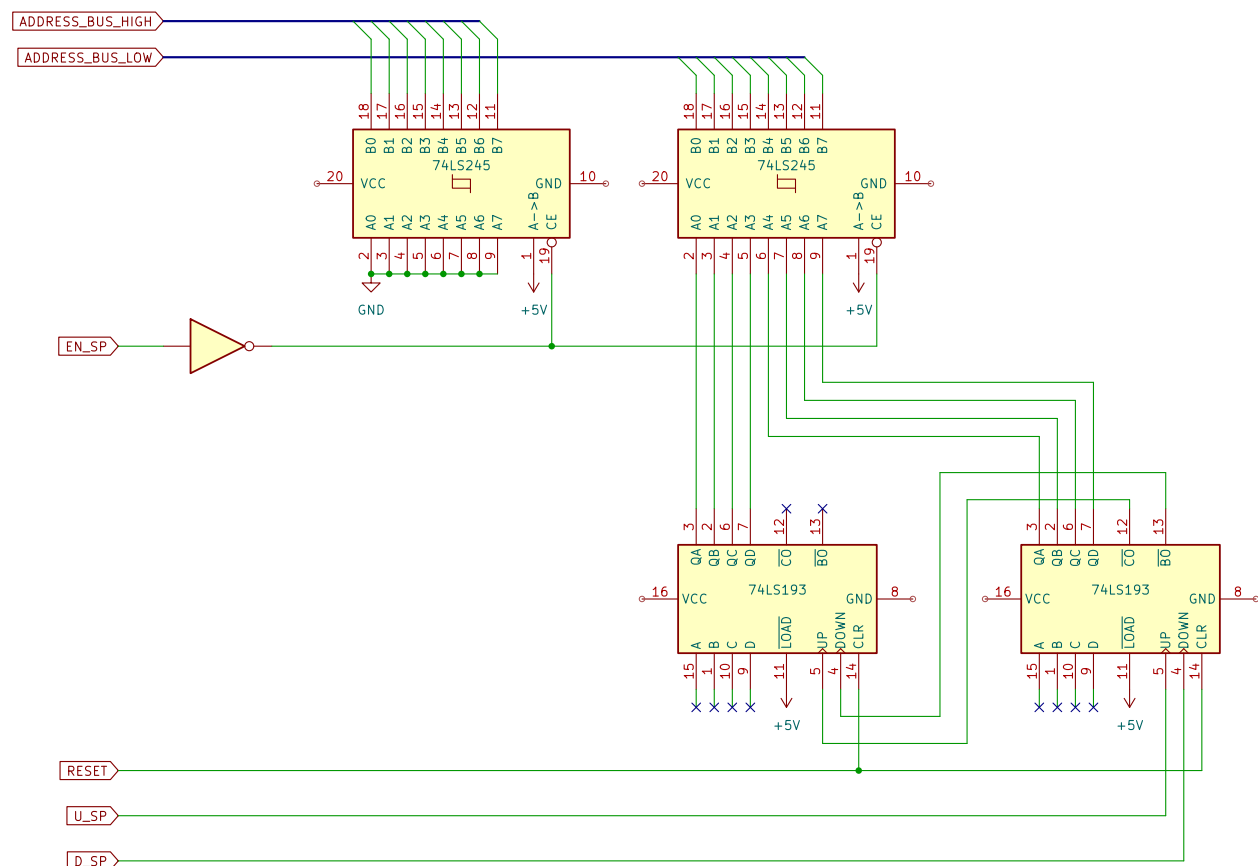 ADDRESS_BUS_HIGH
ADDRESS_BUS_LOW
18 17 16 15 14 13 12 11
B0 B1 B2 B3 B4 B5 B6 B7
74LS245
20 VCC GND 10
A0 A1 A2 A3 A4 A5 A6 A7 A->B CE
2 3 4 5 6 7 8 9 1 19
GND +5V
18 17 16 15 14 13 12 11
B0 B1 B2 B3 B4 B5 B6 B7
74LS245
20 VCC GND 10
A0 A1 A2 A3 A4 A5 A6 A7 A->B CE
2 3 4 5 6 7 8 9 1 19
+5V
EN_SP
3 2 6 7 12 13
QA QB QC QD CO BO
74LS193
16 VCC GND 8
A B C D LOAD UP DOWN CLR
15 1 10 9 11 5 4 14
+5V
3 2 6 7 12 13
QA QB QC QD CO BO
74LS193
16 VCC GND 8
A B C D LOAD UP DOWN CLR
15 1 10 9 11 5 4 14
+5V
RESET
U_SP
D_SP